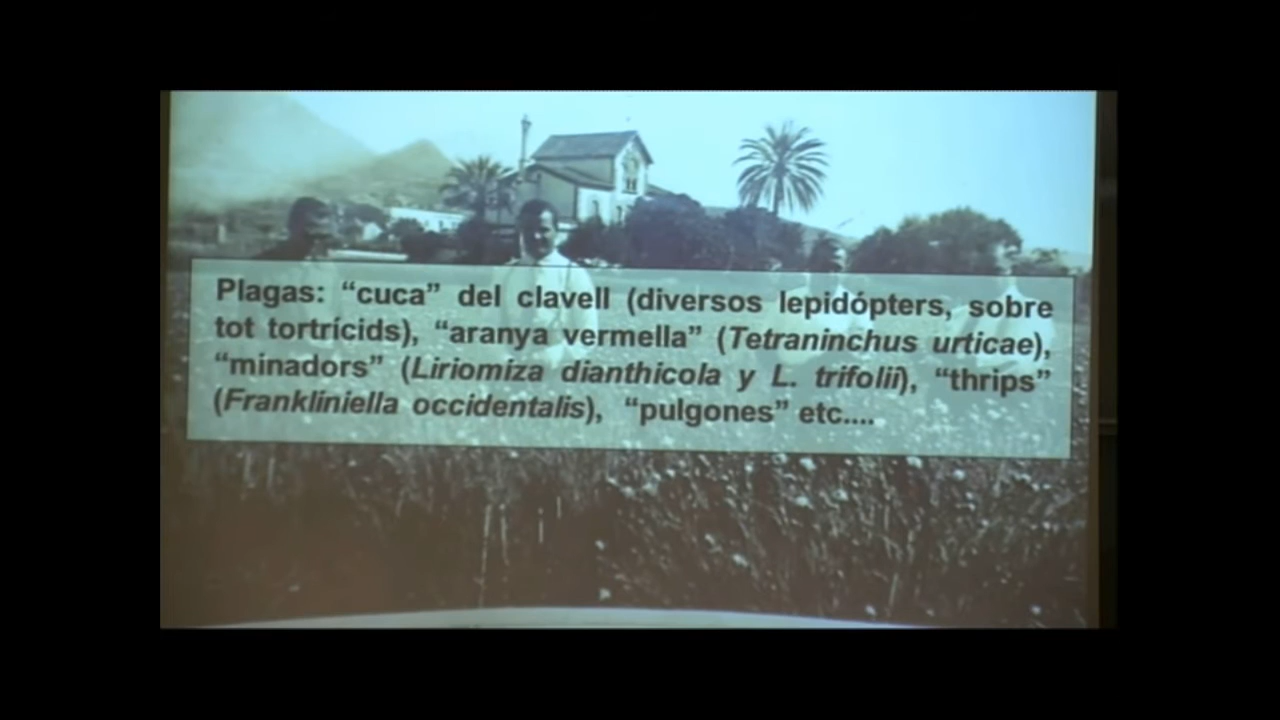 Plagas: “cuca” del clavell (diversos lepidópters, sobre
tot tortrícids), “aranya vermella” (Tetraninchus urticae),
“minadors” (Liriomiza dianthicola y L. trifolii), “thrips”
(Frankliniella occidentalis), “pulgones” etc....